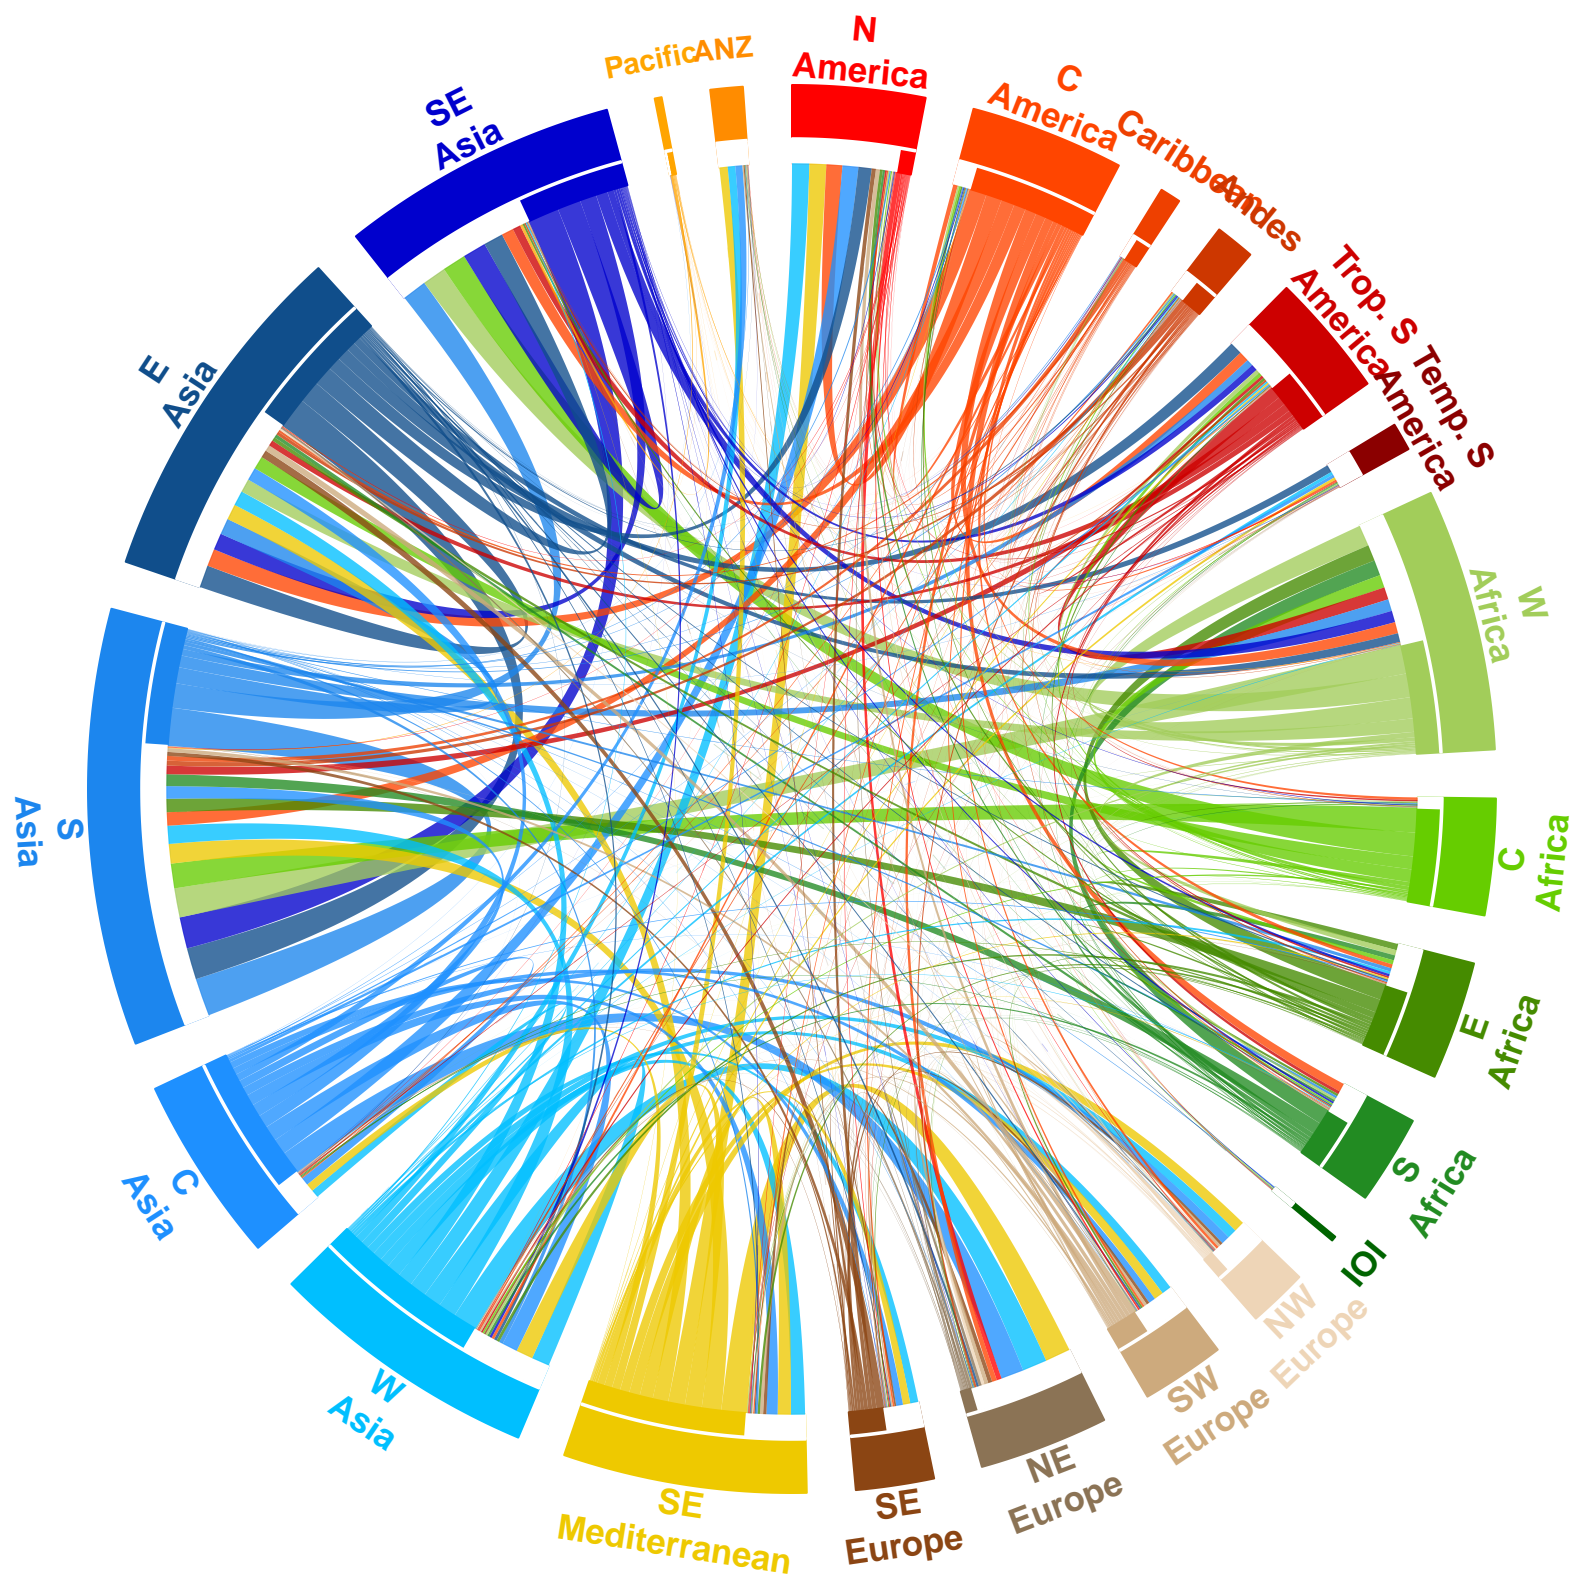 N
America
C
America
Caribbean
Andes
Trop. S
America
Temp. S
America
W
Africa
C
Africa
E
Africa
S
Africa
IOI
NW
Europe
SW
Europe
NE
Europe
SE
Europe
SE
Mediterranean
W
Asia
C
Asia
S
Asia
E
Asia
SE
Asia
Pacific
ANZ